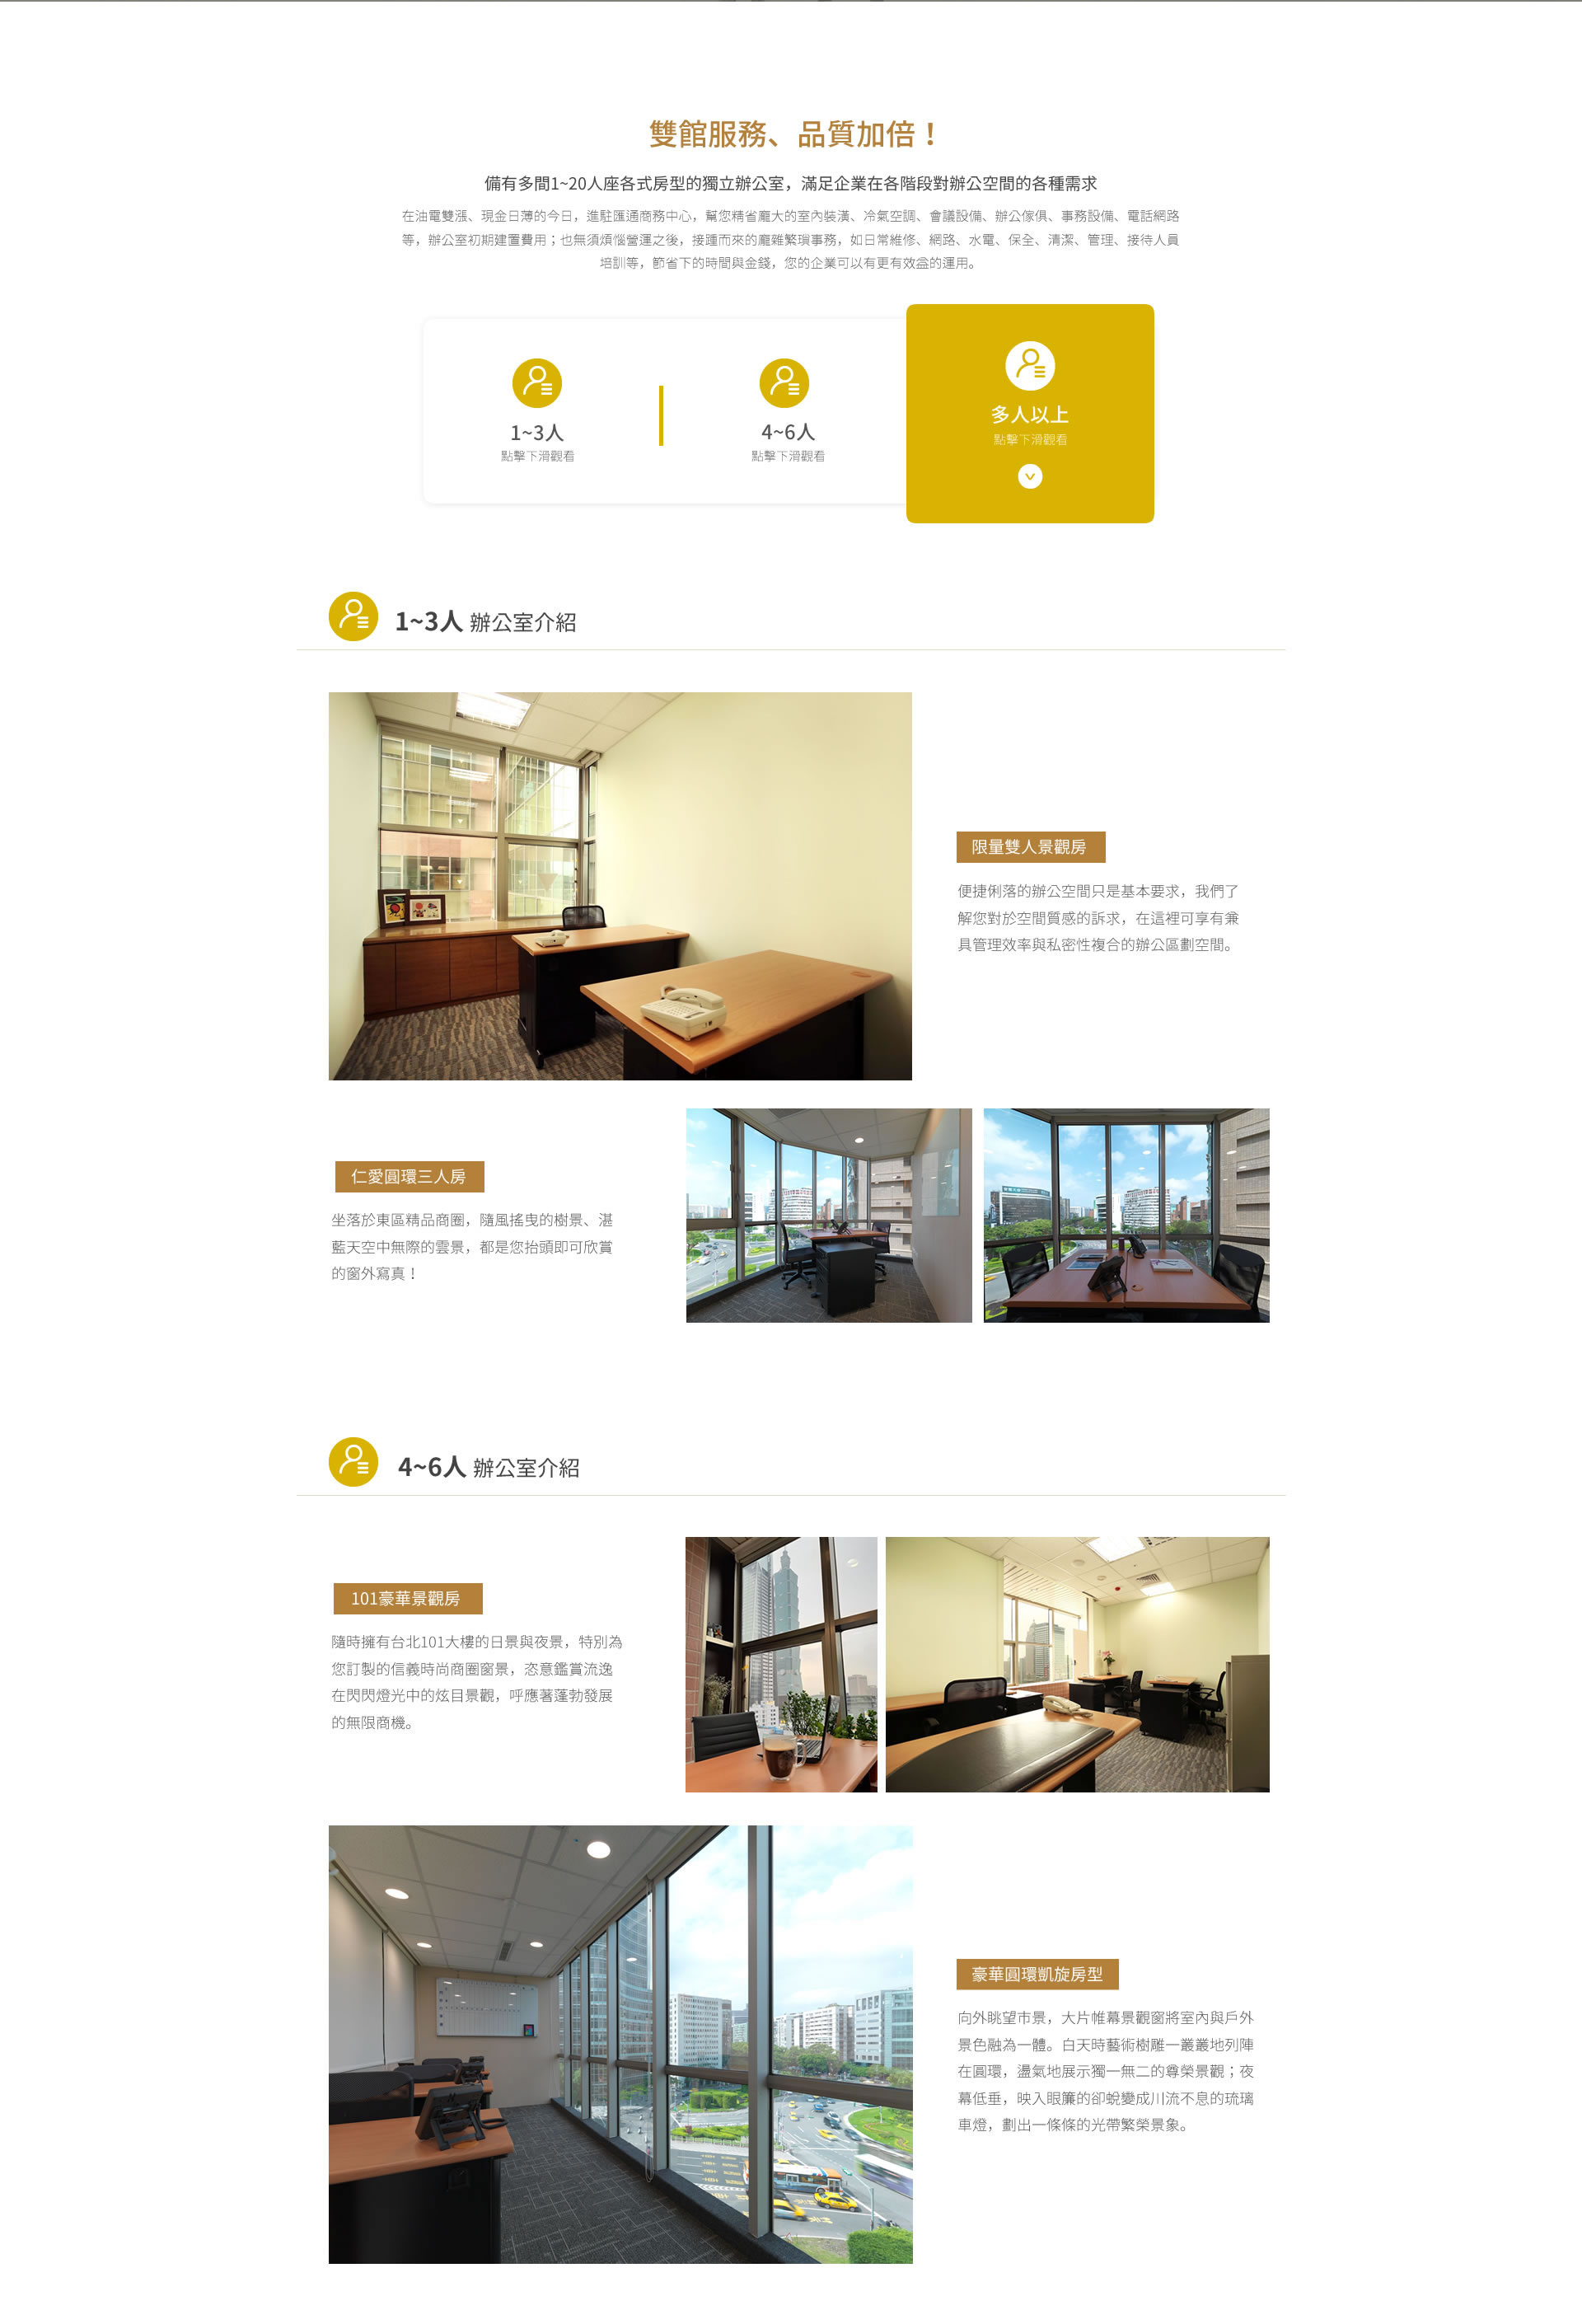 雙館服務、品質加倍！
備有多間1~20人座各式房型的獨立辦公室，滿足企業在各階段對辦公空間的各種需求
在油電雙漲、現金日薄的今日，進駐匯通商務中心，幫您精省龐大的室內裝潢、冷氣空調、會議設備、辦公傢俱、事務設備、電話網路
等，辦公室初期建置費用；也無須煩惱營運之後，接踵而來的龐雜繁瑣事務，如日常維修、網路、水電、保全、清潔、管理、接待人員
培訓等，節省下的時間與金錢，您的企業可以有更有效益的運用。
1~3人
點擊下滑觀看
4~6人
點擊下滑觀看
多人以上
點擊下滑觀看
1~3人 辦公室介紹
限量雙人景觀房
便捷俐落的辦公空間只是基本要求，我們了
解您對於空間質感的訴求，在這裡可享有兼
具管理效率與私密性複合的辦公區劃空間。
仁愛圓環三人房
坐落於東區精品商圈，隨風搖曳的樹景、湛
藍天空中無際的雲景，都是您抬頭即可欣賞
的窗外寫真！
4~6人 辦公室介紹
101豪華景觀房
隨時擁有台北101大樓的日景與夜景，特別為
您訂製的信義時尚商圈窗景，恣意鑑賞流逸
在閃閃燈光中的炫目景觀，呼應著蓬勃發展
的無限商機。
豪華圓環凱旋房型
向外眺望市景，大片帷幕景觀窗將室內與戶外
景色融為一體。白天時藝術樹雕一叢叢地列陣
在圓環，盪氣地展示獨一無二的尊榮景觀；夜
幕低垂，映入眼簾的卻蛻變成川流不息的琉璃
車燈，劃出一條條的光帶繁榮景象。